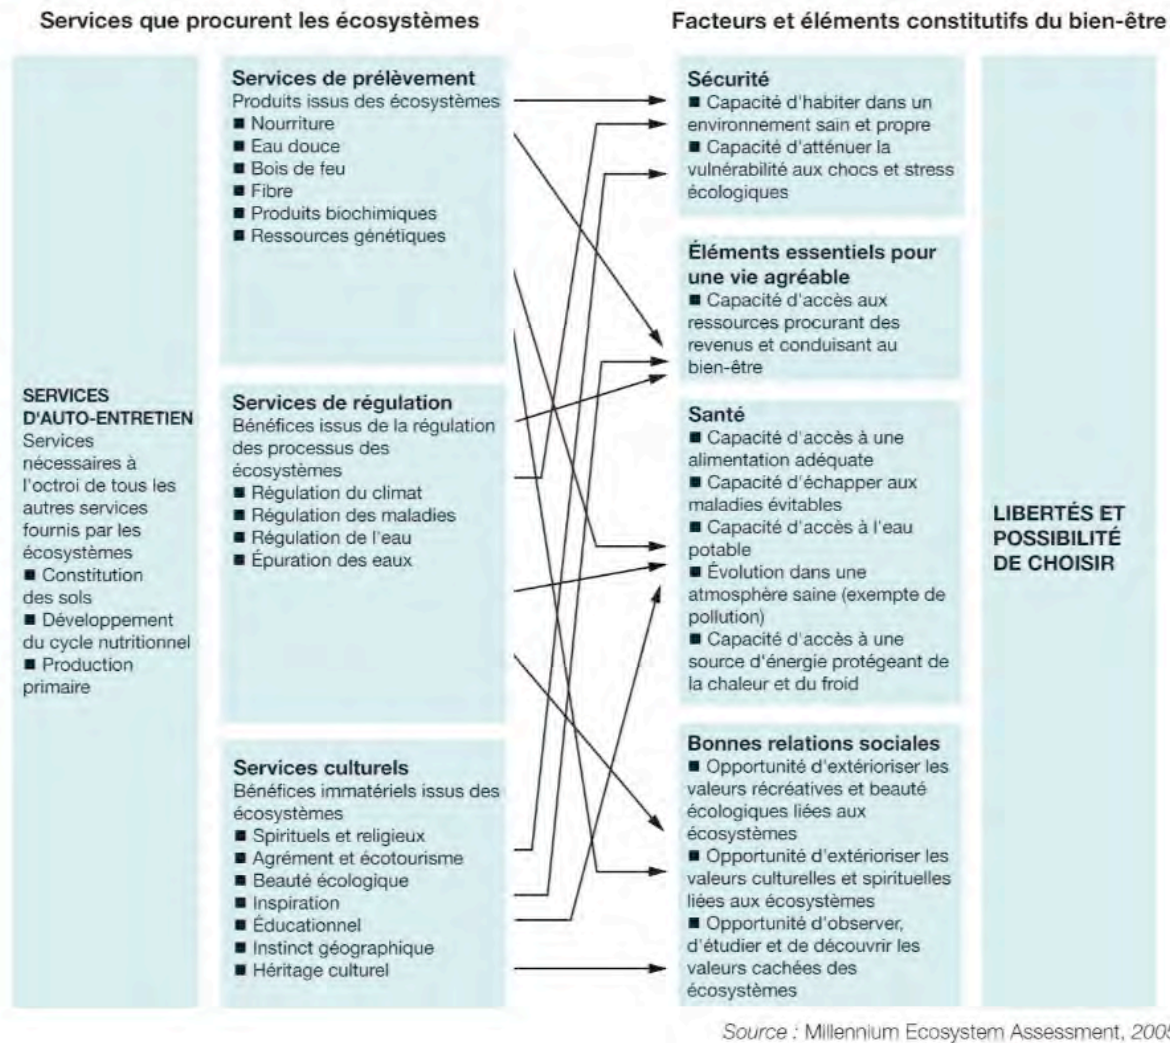 Services que procurent les écosystèmes
Facteurs et éléments constitutifs du bien-être
SERVICES
D'AUTO-ENTRETIEN
Services
nécessaires à
l'octroi de tous les
autres services
fournis par les
écosystèmes
■ Constitution
des sols
■ Développement
du cycle nutritionnel
■ Production
primaire
Services de prélèvement
Produits issus des écosystèmes
■ Nourriture
■ Eau douce
■ Bois de feu
■ Fibre
■ Produits biochimiques
■ Ressources génétiques
Services de régulation
Bénéfices issus de la régulation
des processus des
écosystèmes
■ Régulation du climat
■ Régulation des maladies
■ Régulation de l'eau
■ Épuration des eaux
Services culturels
Bénéfices immatériels issus des
écosystèmes
■ Spirituels et religieux
■ Agrément et écotourisme
■ Beauté écologique
■ Inspiration
■ Éducationnel
■ Instinct géographique
■ Héritage culturel
Sécurité
■ Capacité d'habiter dans un
environnement sain et propre
■ Capacité d'atténuer la
vulnérabilité aux chocs et stress
écologiques
Éléments essentiels pour
une vie agréable
■ Capacité d'accès aux
ressources procurant des
revenus et conduisant au
bien-être
Santé
■ Capacité d'accès à une
alimentation adéquate
■ Capacité d'échapper aux
maladies évitables
■ Capacité d'accès à l'eau
potable
■ Évolution dans une
atmosphère saine (exempte de
pollution)
■ Capacité d'accès à une
source d'énergie protégeant de
la chaleur et du froid
Bonnes relations sociales
■ Opportunité d'extérioriser les
valeurs récréatives et beauté
écologiques liées aux
écosystèmes
■ Opportunité d'extérioriser les
valeurs culturelles et spirituelles
liées aux écosystèmes
■ Opportunité d'observer,
d'étudier et de découvrir les
valeurs cachées des
écosystèmes
LIBERTÉS ET
POSSIBILITÉ
DE CHOISIR
Source : Millennium Ecosystem Assessment, 2005